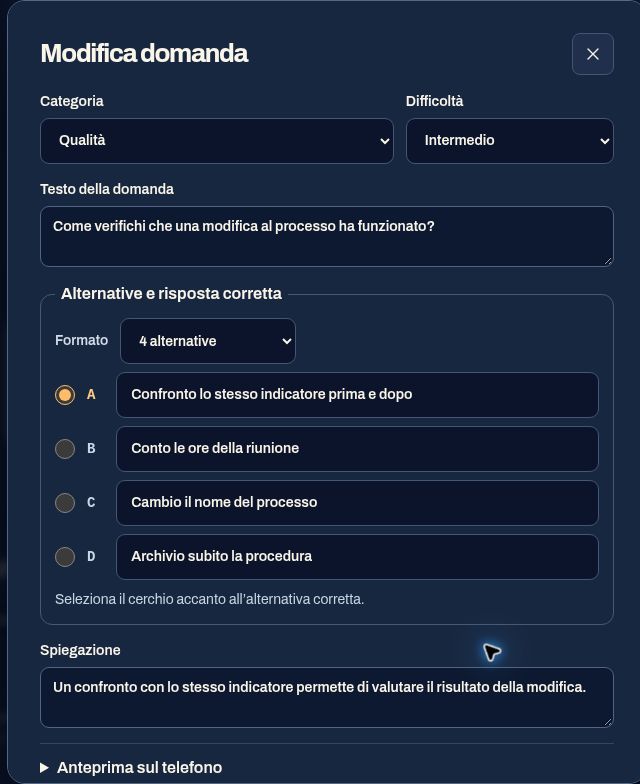 Modifica domanda
Categoria
Difficoltà
Qualità
Intermedio
Testo della domanda
Come verifichi che una modifica al processo ha funzionato?
Alternative e risposta corretta
Formato
4 alternative
A
Confronto lo stesso indicatore prima e dopo
B
Conto le ore della riunione
C
Cambio il nome del processo
D
Archivio subito la procedura
Seleziona il cerchio accanto all'alternativa corretta.
Spiegazione
Un confronto con lo stesso indicatore permette di valutare il risultato della modifica.
Anteprima sul telefono